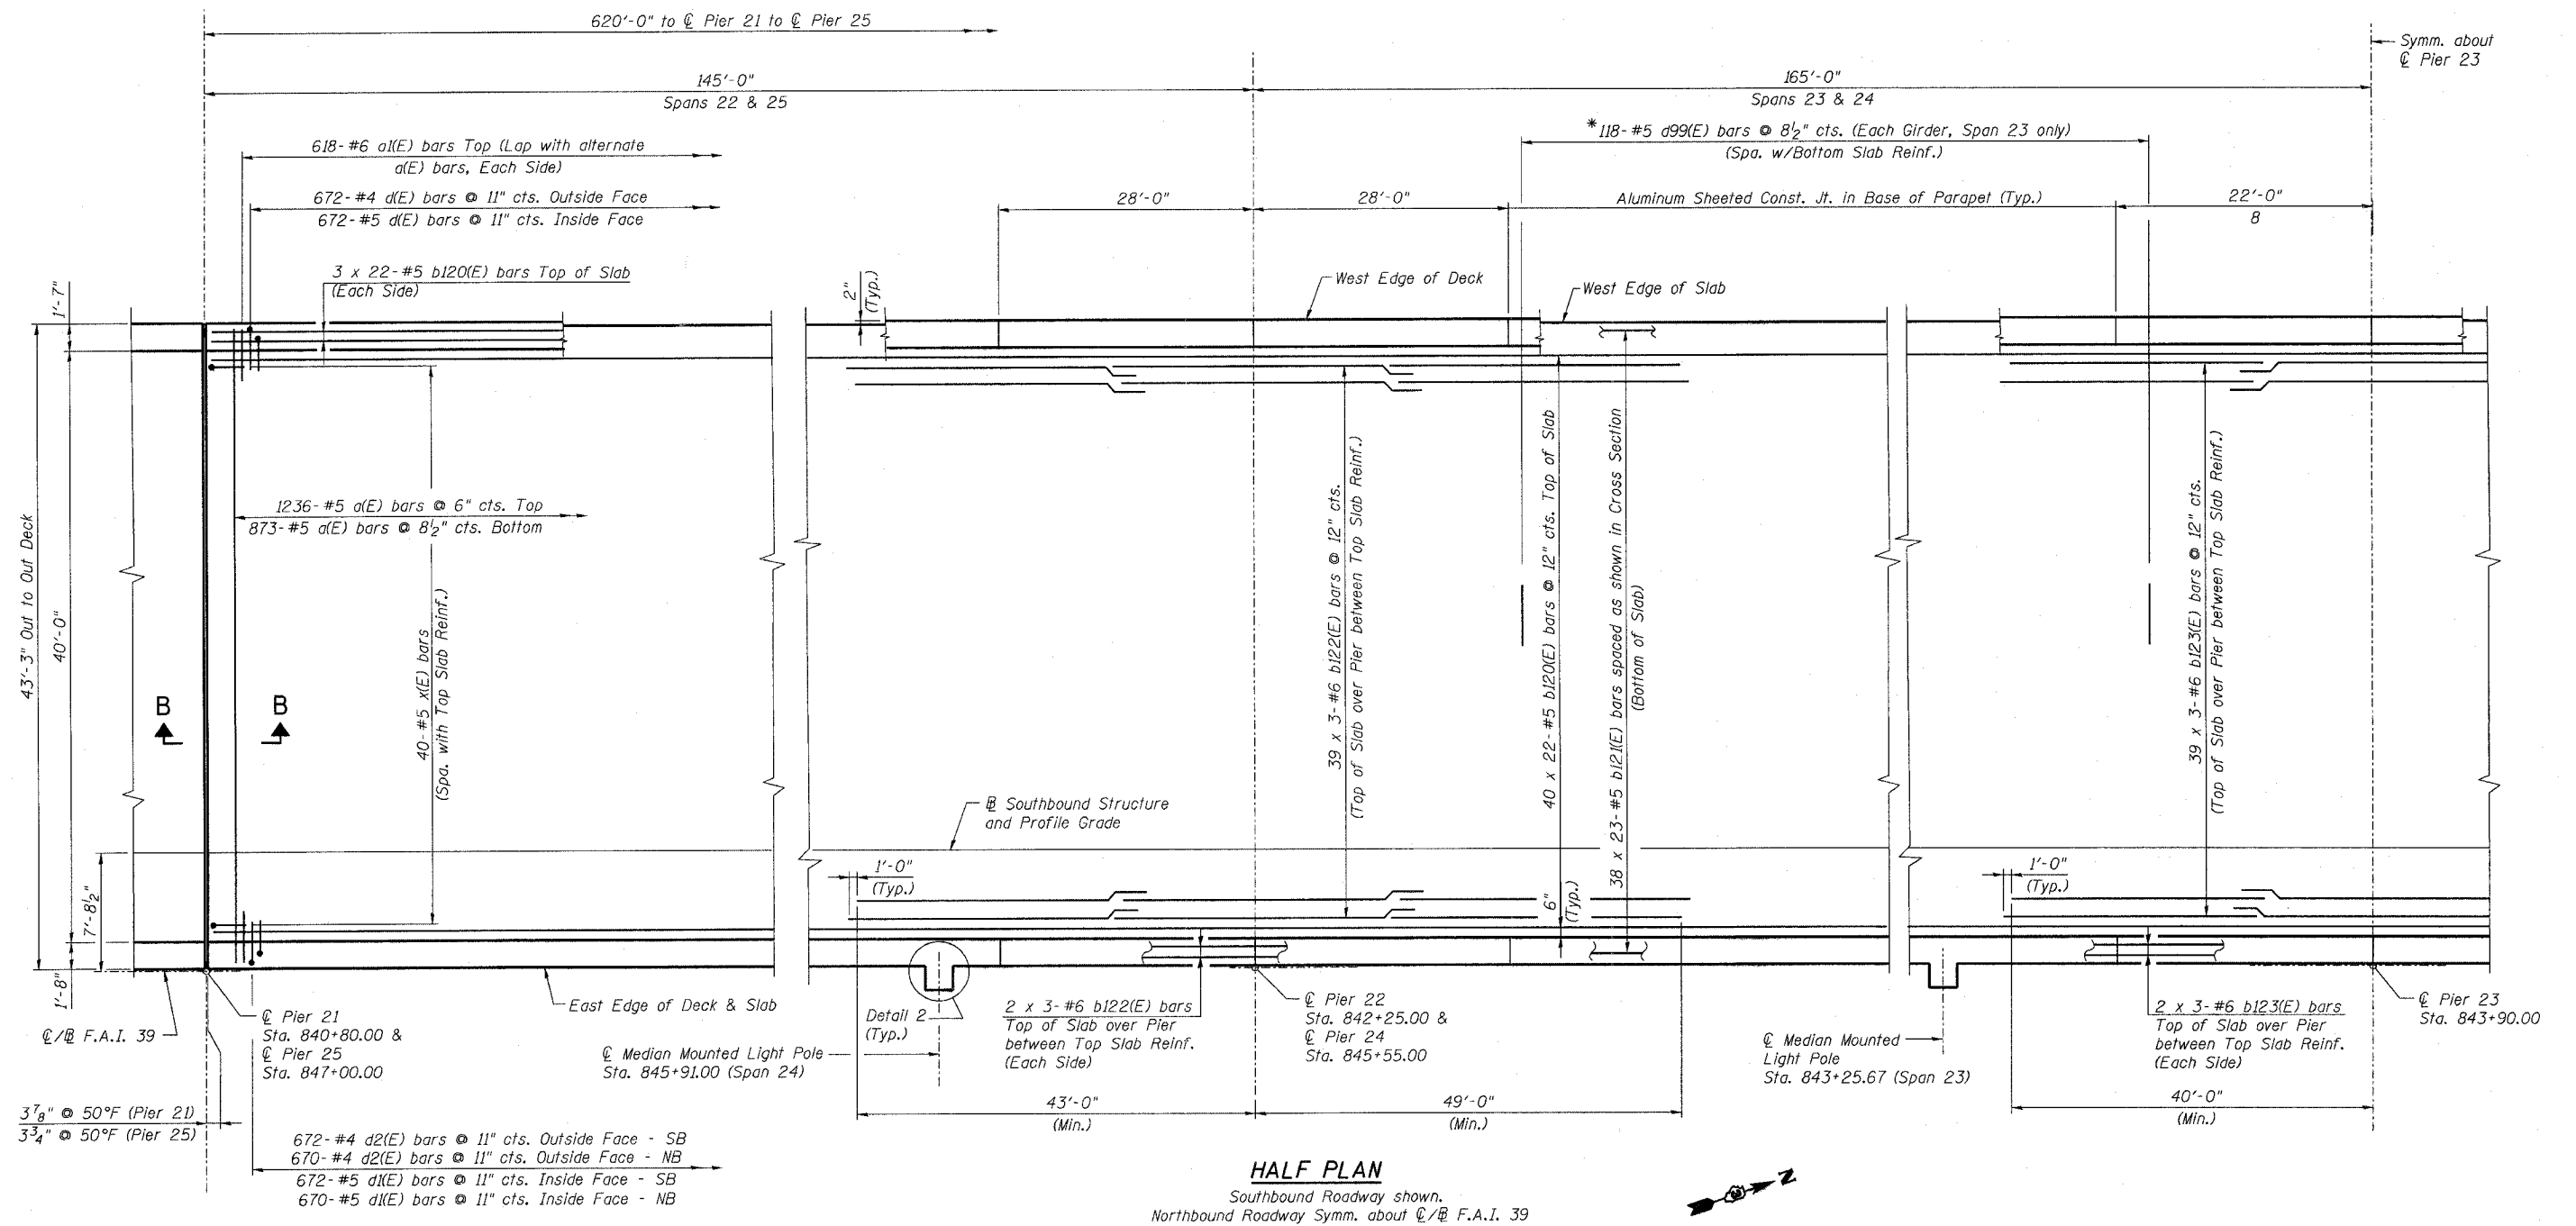 620'-0" to ℄ Pier 21 to ℄ Pier 25
Symm. about
℄ Pier 23
145'-0"
Spans 22 & 25
165'-0"
Spans 23 & 24
*118-#5 d99(E) bars @ 8½" cts. (Each Girder, Span 23 only)
(Spa. w/Bottom Slab Reinf.)
618-#6 a1(E) bars Top (Lap with alternate
a(E) bars, Each Side)
672-#4 d(E) bars @ 11" cts. Outside Face
672-#5 d(E) bars @ 11" cts. Inside Face
28'-0"
28'-0"
Aluminum Sheeted Const. Jt. in Base of Parapet (Typ.)
22'-0"
8
3 x 22-#5 b120(E) bars Top of Slab
(Each Side)
2"
(Typ.)
West Edge of Deck
West Edge of Slab
1'-7"
43'-3" Out to Out Deck
40'-0"
7'-8½"
1'-8"
1236-#5 a(E) bars @ 6" cts. Top
873-#5 a(E) bars @ 8½" cts. Bottom
40-#5 x(E) bars
(Spa. with Top Slab Reinf.)
B
B
39 x 3-#6 b122(E) bars @ 12" cts.
(Top of Slab over Pier between Top Slab Reinf.)
40 x 22-#5 b120(E) bars @ 12" cts. Top of Slab
38 x 23-#5 b121(E) bars spaced as shown in Cross Section
(Bottom of Slab)
39 x 3-#6 b123(E) bars @ 12" cts.
(Top of Slab over Pier between Top Slab Reinf.)
B̲L Southbound Structure
and Profile Grade
1'-0"
(Typ.)
6"
(Typ.)
1'-0"
(Typ.)
℄/BL F.A.I. 39
℄ Pier 21
Sta. 840+80.00 &
℄ Pier 25
Sta. 847+00.00
East Edge of Deck & Slab
Detail 2
(Typ.)
℄ Median Mounted Light Pole
Sta. 845+91.00 (Span 24)
2 x 3-#6 b122(E) bars
Top of Slab over Pier
between Top Slab Reinf.
(Each Side)
℄ Pier 22
Sta. 842+25.00 &
℄ Pier 24
Sta. 845+55.00
℄ Median Mounted
Light Pole
Sta. 843+25.67 (Span 23)
2 x 3-#6 b123(E) bars
Top of Slab over Pier
between Top Slab Reinf.
(Each Side)
℄ Pier 23
Sta. 843+90.00
3⅞" @ 50°F (Pier 21)
3¾" @ 50°F (Pier 25)
43'-0"
(Min.)
49'-0"
(Min.)
40'-0"
(Min.)
672-#4 d2(E) bars @ 11" cts. Outside Face - SB
670-#4 d2(E) bars @ 11" cts. Outside Face - NB
672-#5 d1(E) bars @ 11" cts. Inside Face - SB
670-#5 d1(E) bars @ 11" cts. Inside Face - NB
HALF PLAN
Southbound Roadway shown.
Northbound Roadway Symm. about ℄/BL F.A.I. 39
N